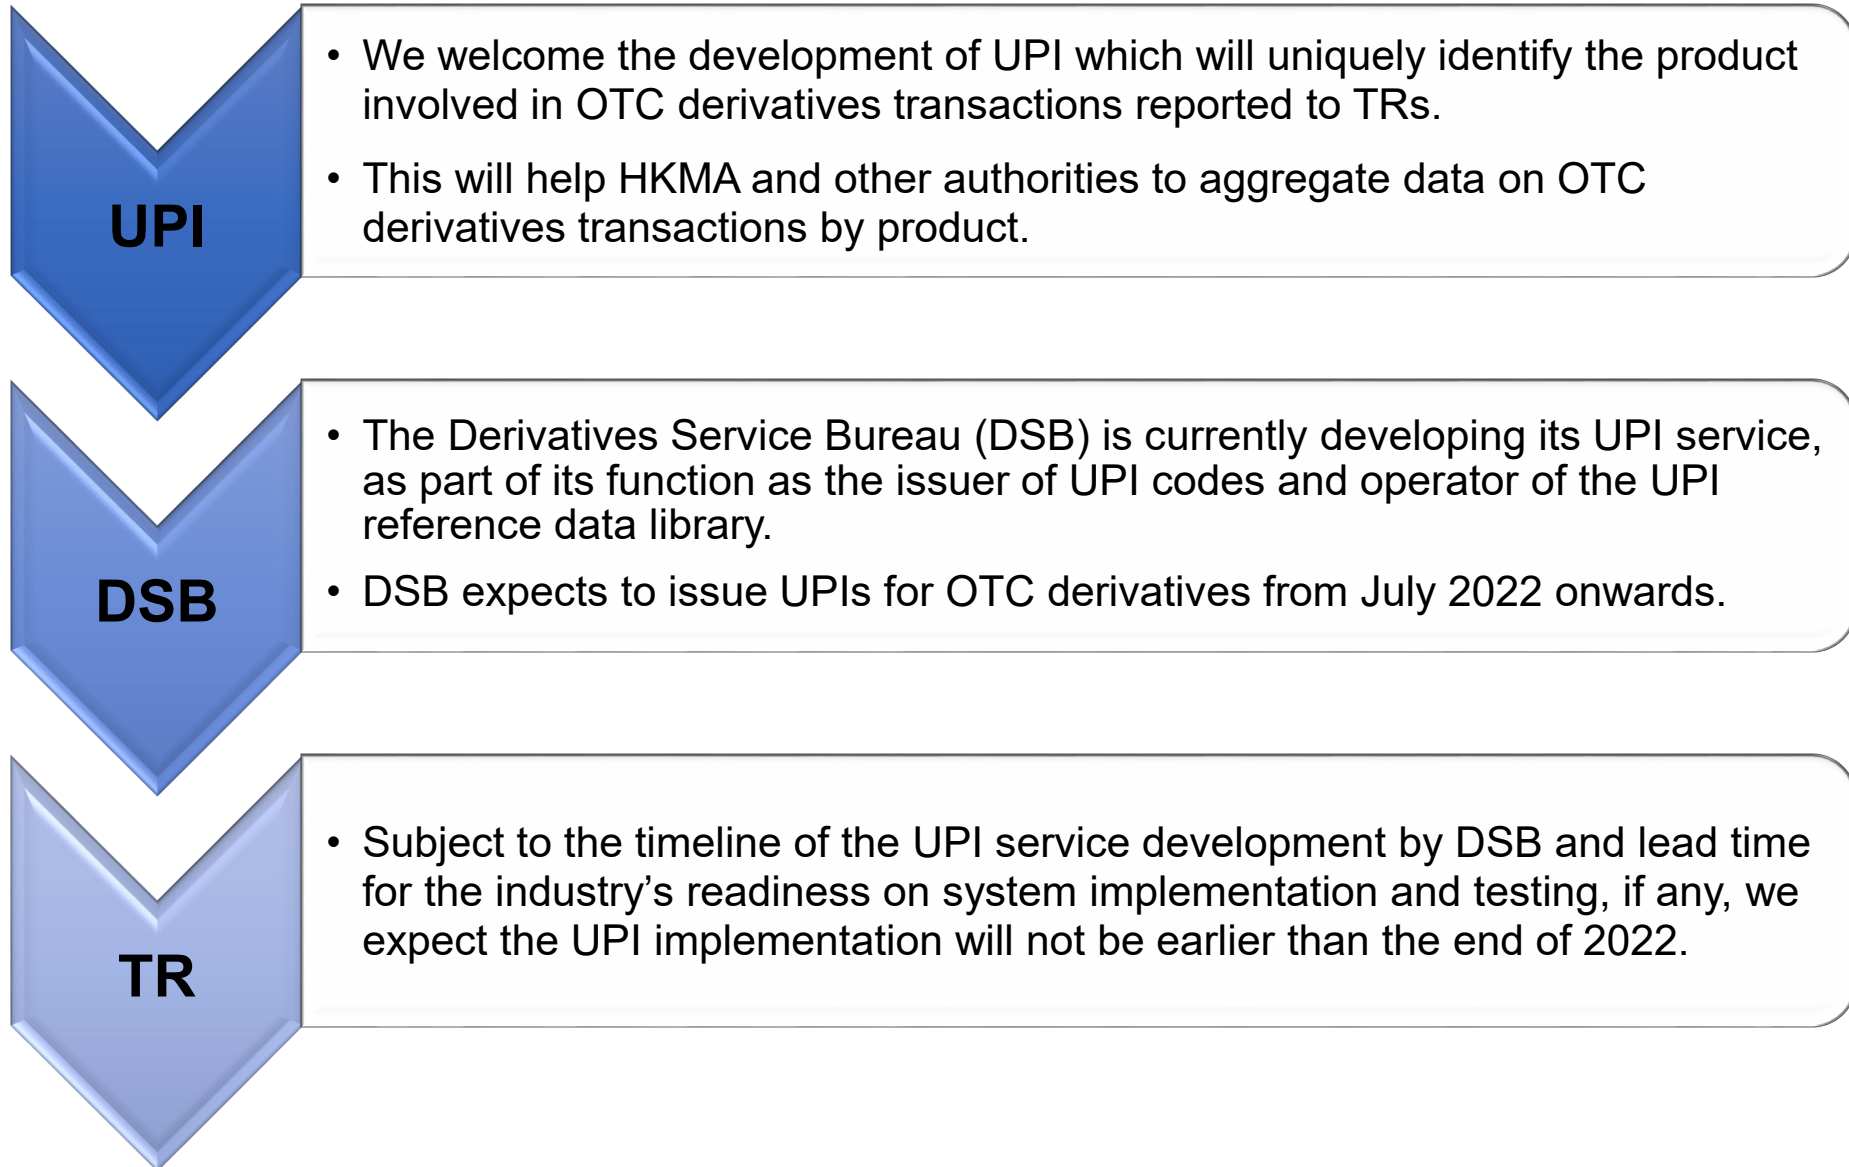 UPI
• We welcome the development of UPI which will uniquely identify the product
involved in OTC derivatives transactions reported to TRs.
• This will help HKMA and other authorities to aggregate data on OTC
derivatives transactions by product.
DSB
• The Derivatives Service Bureau (DSB) is currently developing its UPI service,
as part of its function as the issuer of UPI codes and operator of the UPI
reference data library.
• DSB expects to issue UPIs for OTC derivatives from July 2022 onwards.
TR
• Subject to the timeline of the UPI service development by DSB and lead time
for the industry’s readiness on system implementation and testing, if any, we
expect the UPI implementation will not be earlier than the end of 2022.